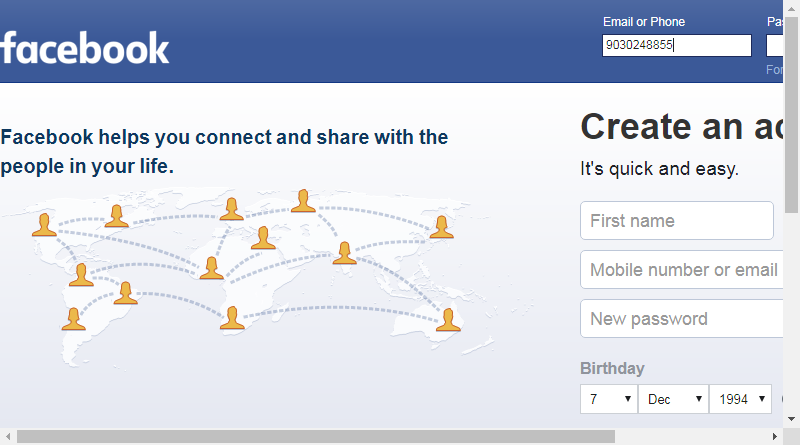 facebook
Email or Phone
Pas
9030248855
For
Facebook helps you connect and share with the
people in your life.
Create an ac
It's quick and easy.
First name
Mobile number or email
New password
Birthday
7 Dec 1994